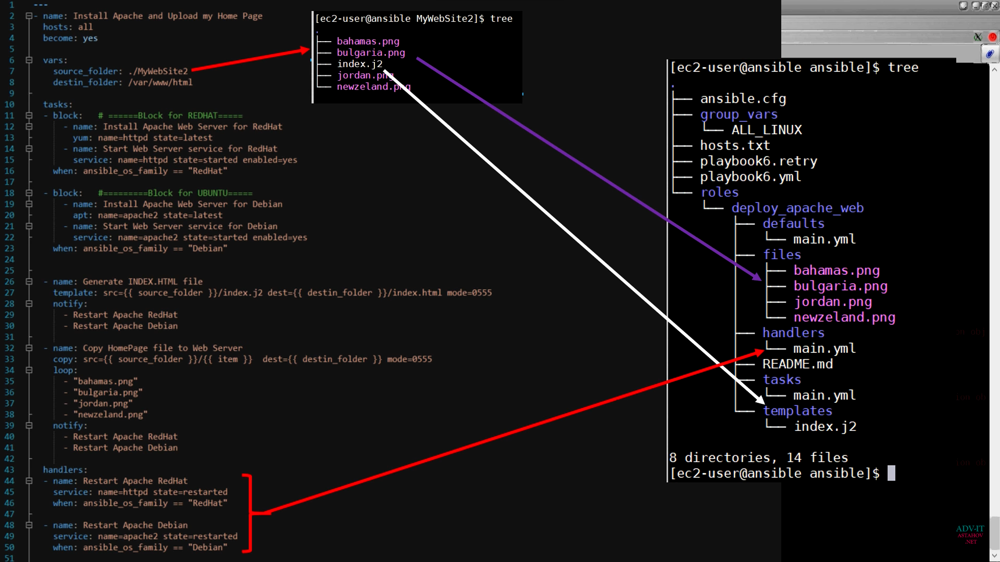 1 ---
2 - name: Install Apache and Upload my Home Page
3 hosts: all
4 become: yes
5
6 vars:
7 source_folder: ./MyWebSite2
8 destin_folder: /var/www/html
9
10 tasks:
11 - block: # ======BLock for REDHAT=====
12 - name: Install Apache Web Server for RedHat
13 yum: name=httpd state=latest
14 - name: Start Web Server service for RedHat
15 service: name=httpd state=started enabled=yes
16 when: ansible_os_family == "RedHat"
17
18 - block: #=========Block for UBUNTU=====
19 - name: Install Apache Web Server for Debian
20 apt: name=apache2 state=latest
21 - name: Start Web Server service for Debian
22 service: name=apache2 state=started enabled=yes
23 when: ansible_os_family == "Debian"
24
25
26 - name: Generate INDEX.HTML file
27 template: src={{ source_folder }}/index.j2 dest={{ destin_folder }}/index.html mode=0555
28 notify:
29 - Restart Apache RedHat
30 - Restart Apache Debian
31
32 - name: Copy HomePage file to Web Server
33 copy: src={{ source_folder }}/{{ item }} dest={{ destin_folder }} mode=0555
34 loop:
35 - "bahamas.png"
36 - "bulgaria.png"
37 - "jordan.png"
38 - "newzeland.png"
39 notify:
40 - Restart Apache RedHat
41 - Restart Apache Debian
42
43 handlers:
44 - name: Restart Apache RedHat
45 service: name=httpd state=restarted
46 when: ansible_os_family == "RedHat"
47
48 - name: Restart Apache Debian
49 service: name=apache2 state=restarted
50 when: ansible_os_family == "Debian"
51
[ec2-user@ansible MyWebSite2]$ tree
.
├── bahamas.png
├── bulgaria.png
├── index.j2
├── jordan.png
└── newzeland.png
[ec2-user@ansible ansible]$ tree
.
├── ansible.cfg
├── group_vars
│   └── ALL_LINUX
├── hosts.txt
├── playbook6.retry
├── playbook6.yml
└── roles
    └── deploy_apache_web
        ├── defaults
        │   └── main.yml
        ├── files
        │   ├── bahamas.png
        │   ├── bulgaria.png
        │   ├── jordan.png
        │   └── newzeland.png
        ├── handlers
        │   └── main.yml
        ├── README.md
        ├── tasks
        │   └── main.yml
        └── templates
            └── index.j2
8 directories, 14 files
[ec2-user@ansible ansible]$
ADV-IT
ASTAHOV
.NET